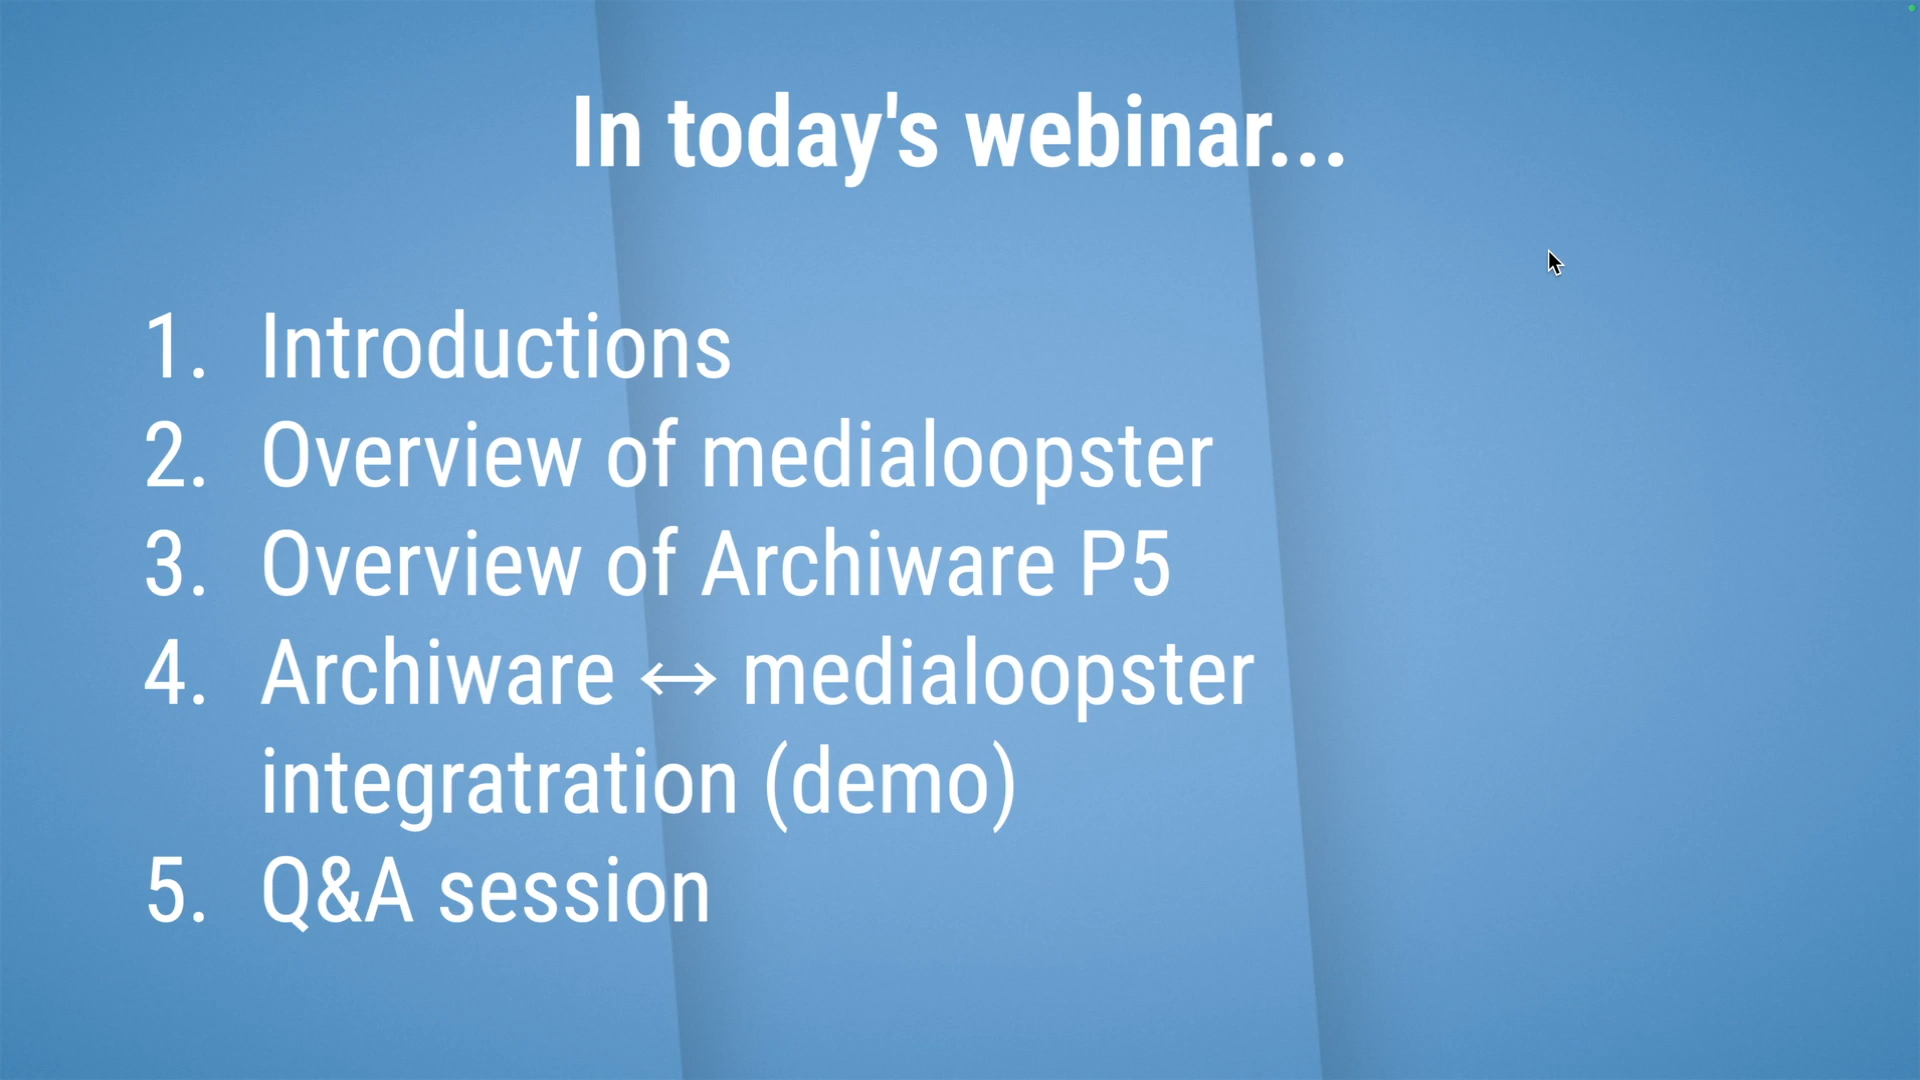 In today's webinar...
1. Introductions
2. Overview of medialoopster
3. Overview of Archiware P5
4. Archiware ↔ medialoopster
integratration (demo)
5. Q&A session